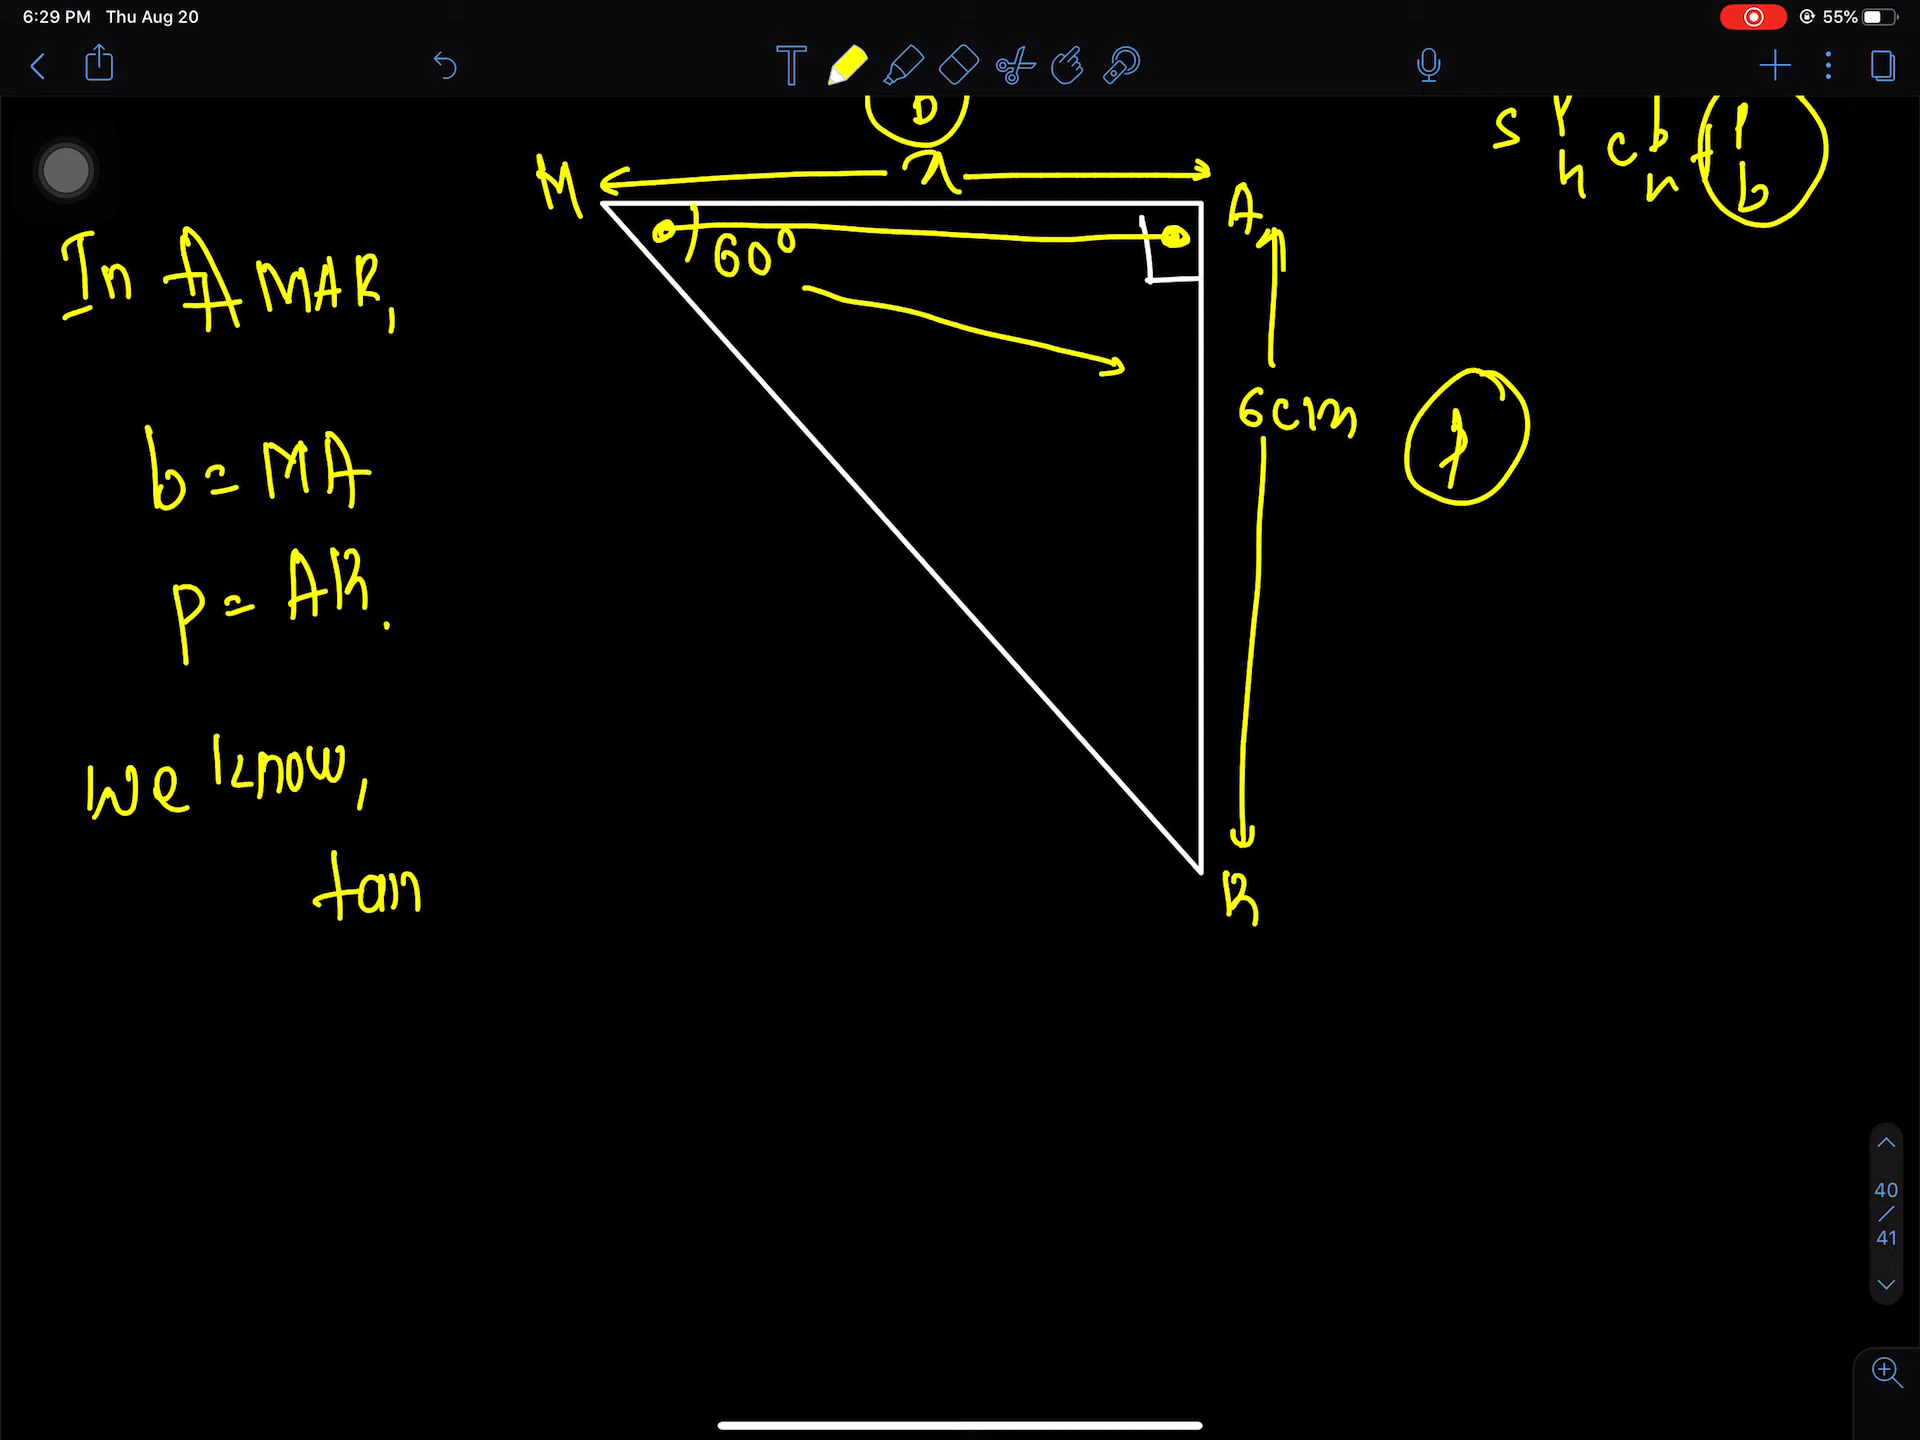 6:29 PM Thu Aug 20
55%
T
b
s p c b t p
h h b
M x A
60°
In ∆ MAR,
6cm
p
b = MA
p = AR.
we know,
tan
R
40
/
41